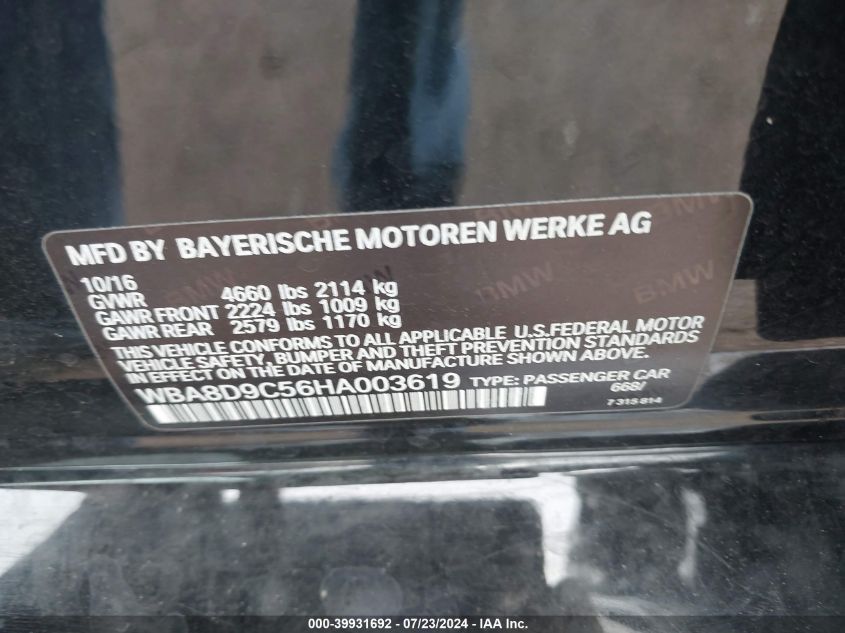 MFD BY BAYERISCHE MOTOREN WERKE AG
10/16
GVWR 4660 lbs 2114 kg
GAWR FRONT 2224 lbs 1009 kg
GAWR REAR 2579 lbs 1170 kg
THIS VEHICLE CONFORMS TO ALL APPLICABLE U.S.FEDERAL MOTOR
VEHICLE SAFETY, BUMPER AND THEFT PREVENTION STANDARDS
IN EFFECT ON THE DATE OF MANUFACTURE SHOWN ABOVE.
WBA8D9C56HA003619 TYPE: PASSENGER CAR
668/
7 315 814
BMW
BMW
BMW
000-39931692 / 07/23/2024 - IAA Inc.